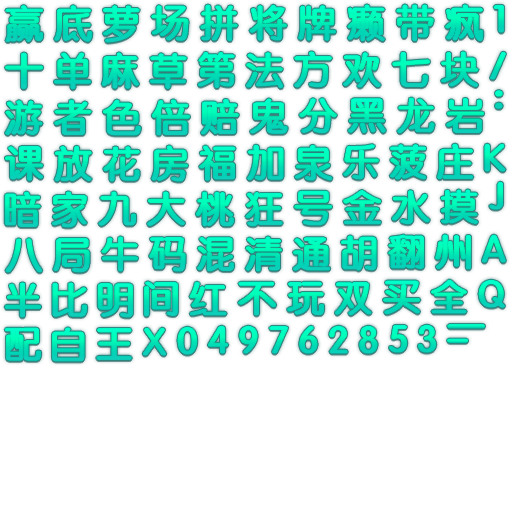 赢底萝场拼将牌癞带疯1
十单麻草第法方欢七块/
游者色倍赔鬼分黑龙岩:
课放花房福加泉乐菠庄K
暗家九大桃狂号金水摸J
八局牛码混清通胡翻州A
半比明间红不玩双买全Q
配自王X049762853一二